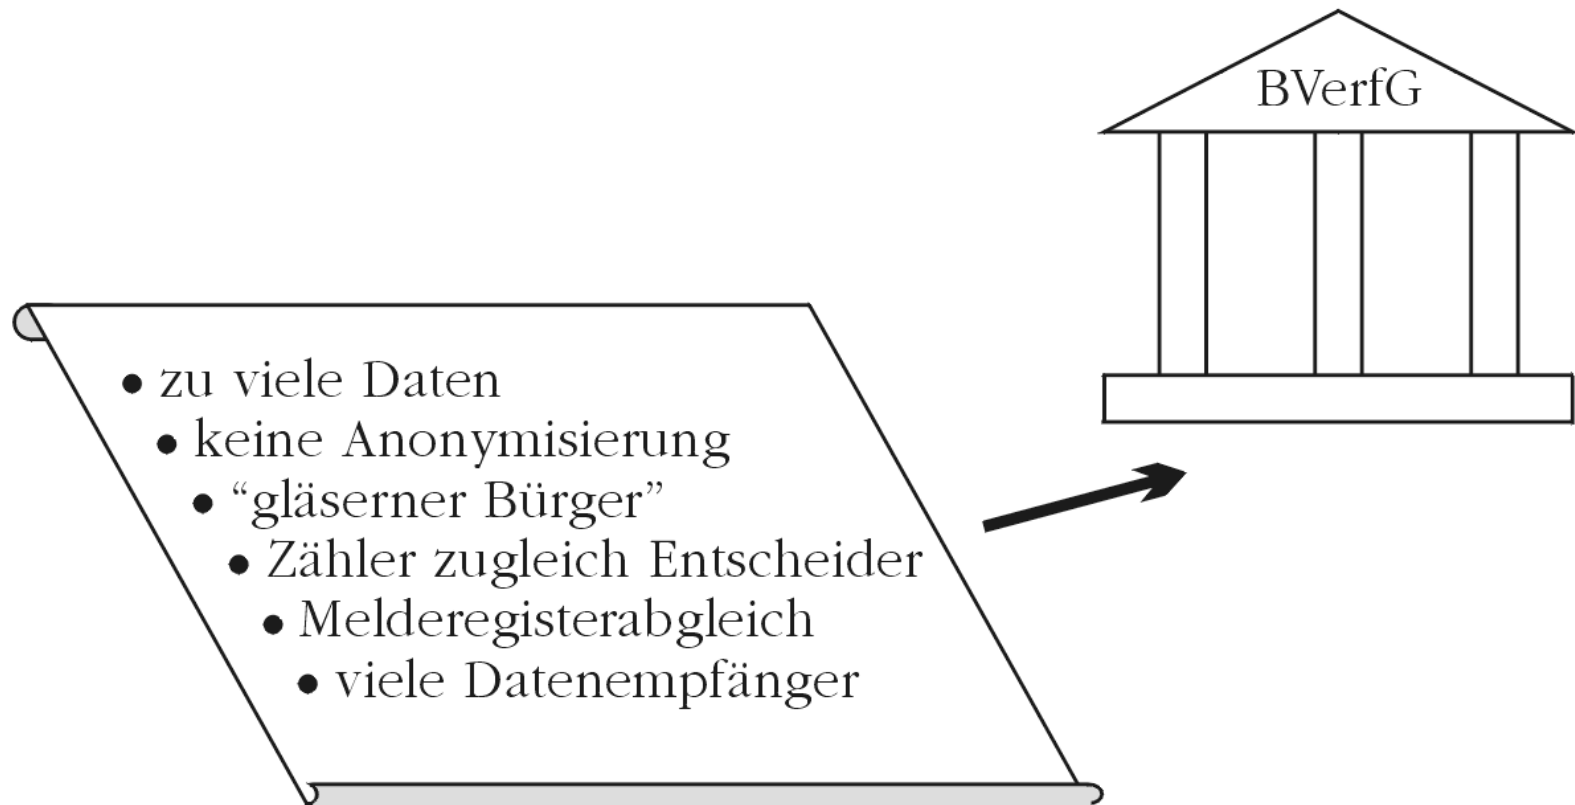 BVerfG
• zu viele Daten
• keine Anonymisierung
• “gläserner Bürger”
• Zähler zugleich Entscheider
• Melderegisterabgleich
• viele Datenempfänger